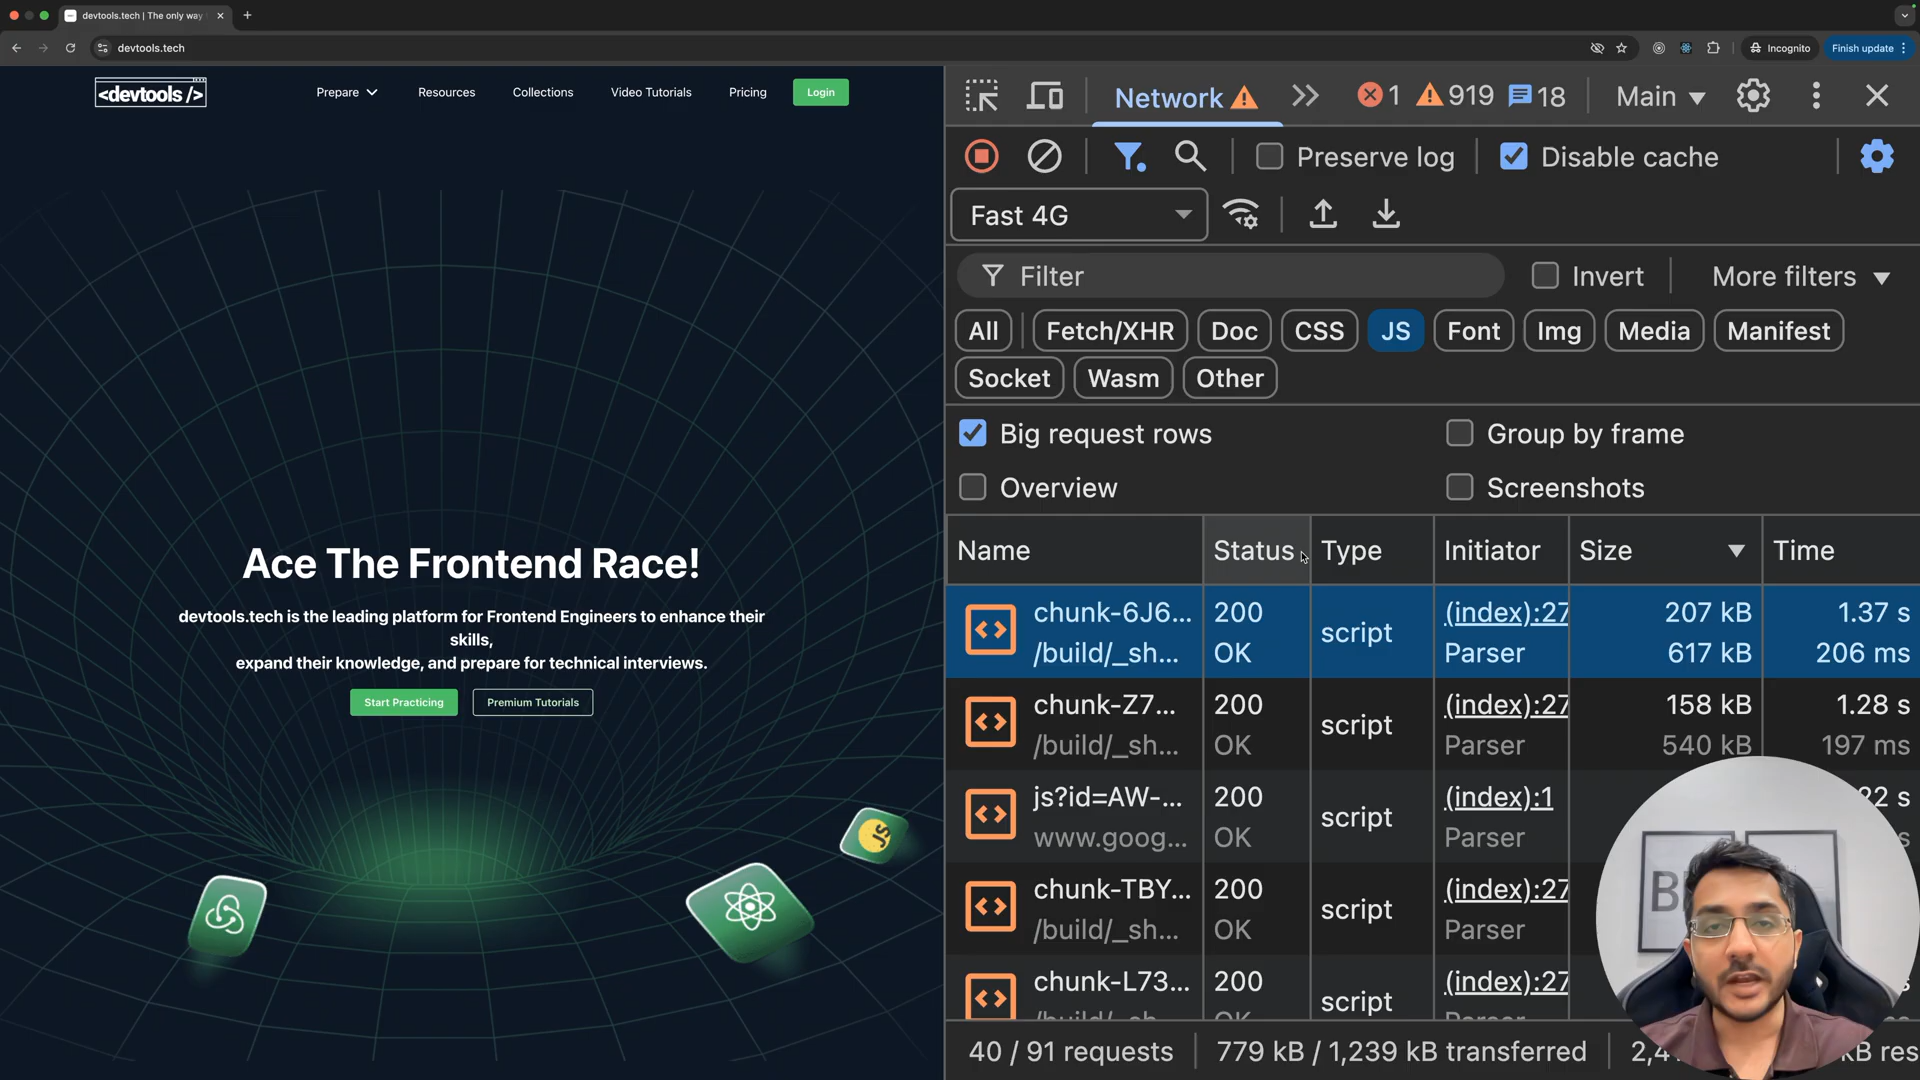 devtools.tech | The only way
devtools.tech
Incognito
Finish update
<devtools />
Prepare
Resources
Collections
Video Tutorials
Pricing
Login
Ace The Frontend Race!
devtools.tech is the leading platform for Frontend Engineers to enhance their
skills,
expand their knowledge, and prepare for technical interviews.
Start Practicing
Premium Tutorials
JS
Network
1
919
18
Main
Preserve log
Disable cache
Fast 4G
Filter
Invert
More filters
All
Fetch/XHR
Doc
CSS
JS
Font
Img
Media
Manifest
Socket
Wasm
Other
Big request rows
Group by frame
Overview
Screenshots
Name
Status
Type
Initiator
Size
Time
chunk-6J6...
200
script
(index):27
207 kB
1.37 s
/build/_sh...
OK
Parser
617 kB
206 ms
chunk-Z7...
200
script
(index):27
158 kB
1.28 s
/build/_sh...
OK
Parser
540 kB
197 ms
js?id=AW-...
200
script
(index):1
22 s
www.goog...
OK
Parser
chunk-TBY...
200
script
(index):27
/build/_sh...
OK
Parser
chunk-L73...
200
script
(index):27
40 / 91 requests
779 kB / 1,239 kB transferred
kB res